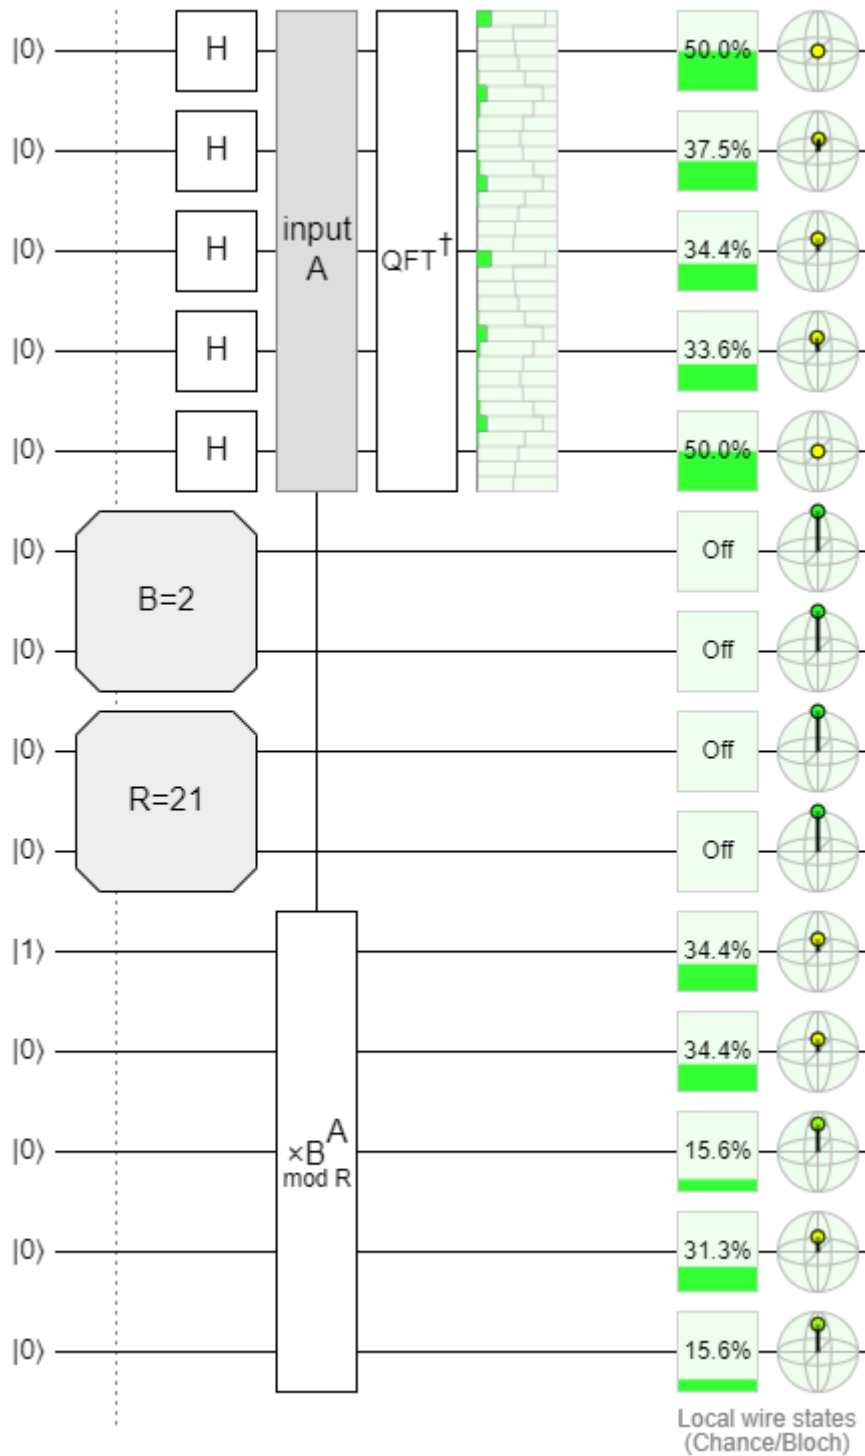 |0⟩ H 50.0%
|0⟩ H 37.5%
|0⟩ H input A QFT† 34.4%
|0⟩ H 33.6%
|0⟩ H 50.0%
|0⟩ Off
B=2
|0⟩ Off
|0⟩ Off
R=21
|0⟩ Off
|1⟩ 34.4%
|0⟩ 34.4%
|0⟩ ×B^A mod R 15.6%
|0⟩ 31.3%
|0⟩ 15.6%
Local wire states
(Chance/Bloch)